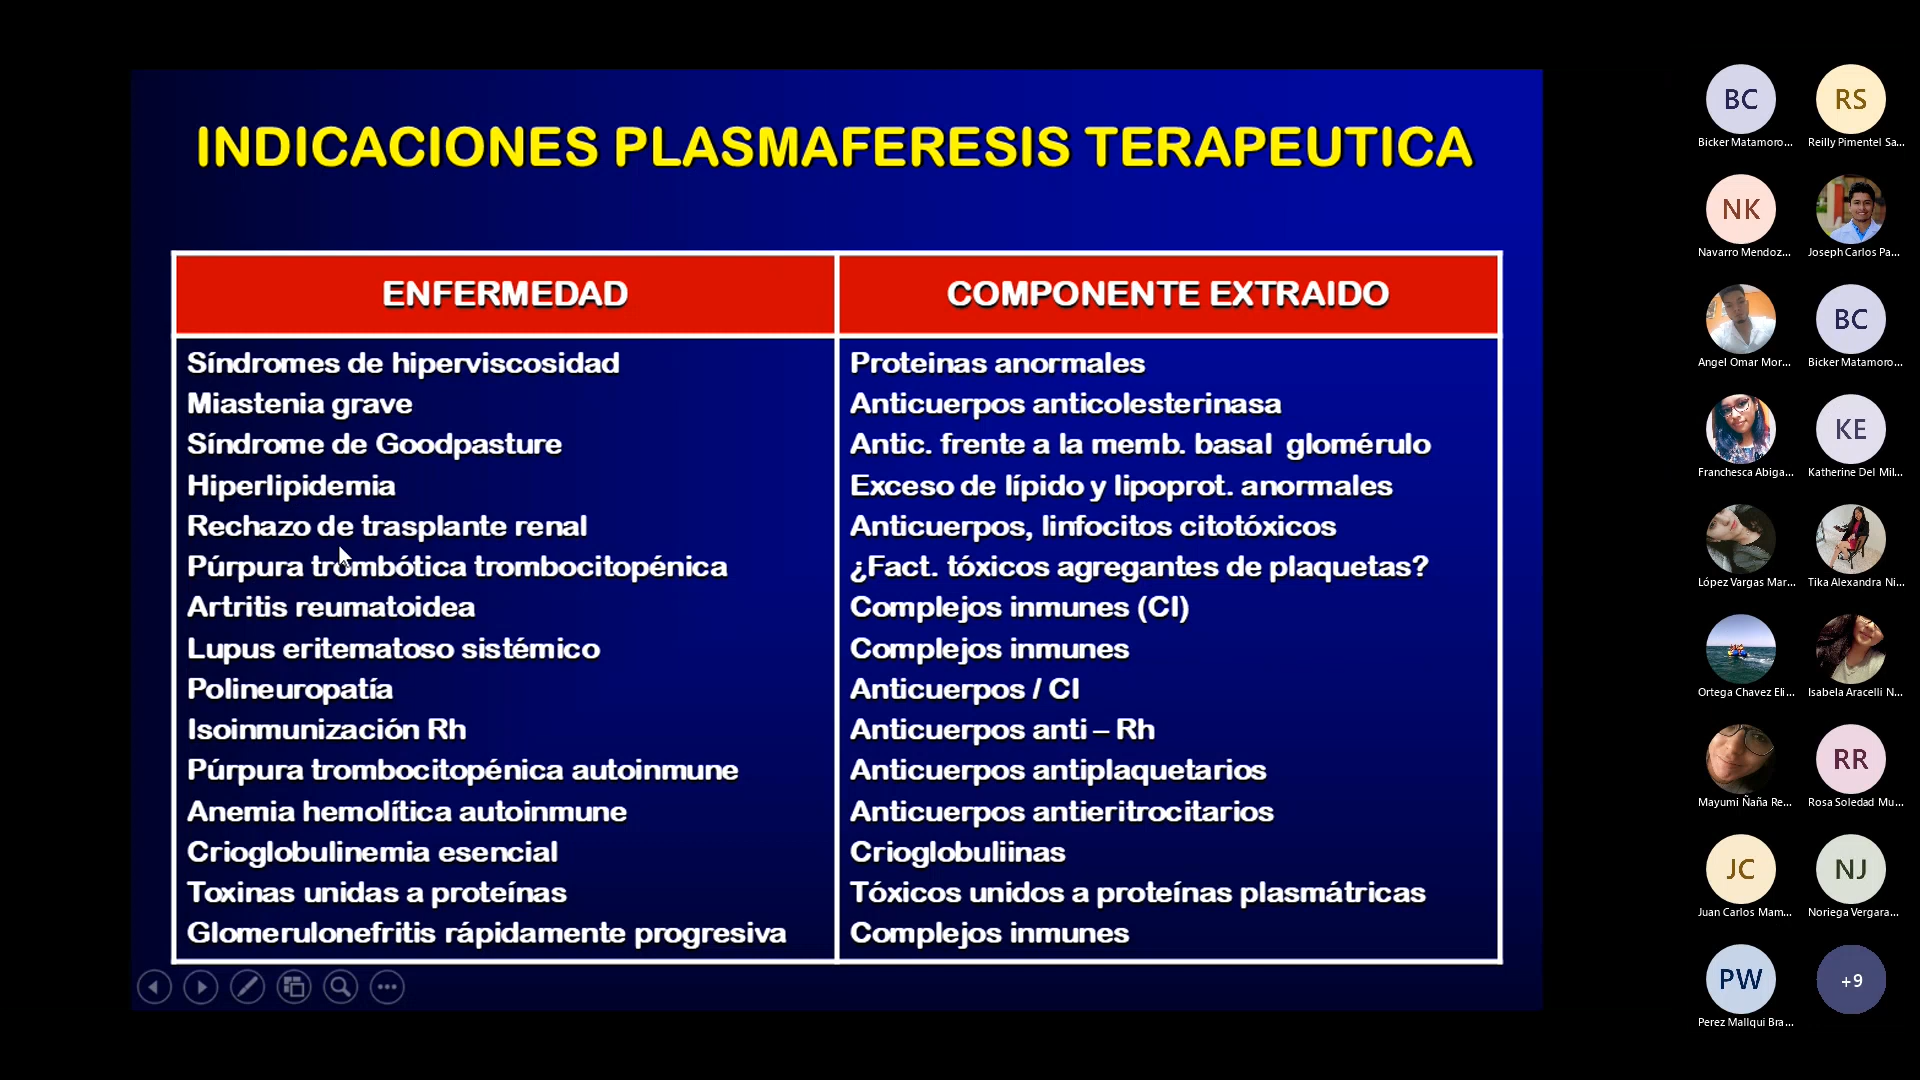 INDICACIONES PLASMAFERESIS TERAPEUTICA
ENFERMEDAD COMPONENTE EXTRAIDO
Síndromes de hiperviscosidad Proteinas anormales
Miastenia grave Anticuerpos anticolesterinasa
Síndrome de Goodpasture Antic. frente a la memb. basal glomérulo
Hiperlipidemia Exceso de lípido y lipoprot. anormales
Rechazo de trasplante renal Anticuerpos, linfocitos citotóxicos
Púrpura trombótica trombocitopénica ¿Fact. tóxicos agregantes de plaquetas?
Artritis reumatoidea Complejos inmunes (CI)
Lupus eritematoso sistémico Complejos inmunes
Polineuropatía Anticuerpos / CI
Isoinmunización Rh Anticuerpos anti – Rh
Púrpura trombocitopénica autoinmune Anticuerpos antiplaquetarios
Anemia hemolítica autoinmune Anticuerpos antieritrocitarios
Crioglobulinemia esencial Crioglobuliinas
Toxinas unidas a proteínas Tóxicos unidos a proteínas plasmátricas
Glomerulonefritis rápidamente progresiva Complejos inmunes
BC RS
Bicker Matamoro... Reilly Pimentel Sa...
NK
Navarro Mendoz... Joseph Carlos Pa...
BC
Angel Omar Mor... Bicker Matamoro...
KE
Franchesca Abiga... Katherine Del Mil...
López Vargas Mar... Tika Alexandra Ni...
Ortega Chavez Eli... Isabela Aracelli N...
RR
Mayumi Ñaña Re... Rosa Soledad Mu...
JC NJ
Juan Carlos Mam... Noriega Vergara...
PW +9
Perez Mallqui Bra...